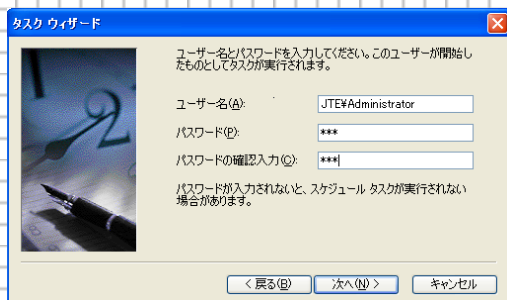 タスク ウィザード
ユーザー名とパスワードを入力してください。このユーザーが開始し
たものとしてタスクが実行されます。
ユーザー名(A):
JTE¥Administrator
パスワード(P):
***
パスワードの確認入力(C):
***
パスワードが入力されないと、スケジュール タスクが実行されない
場合があります。
< 戻る(B)
次へ(N) >
キャンセル